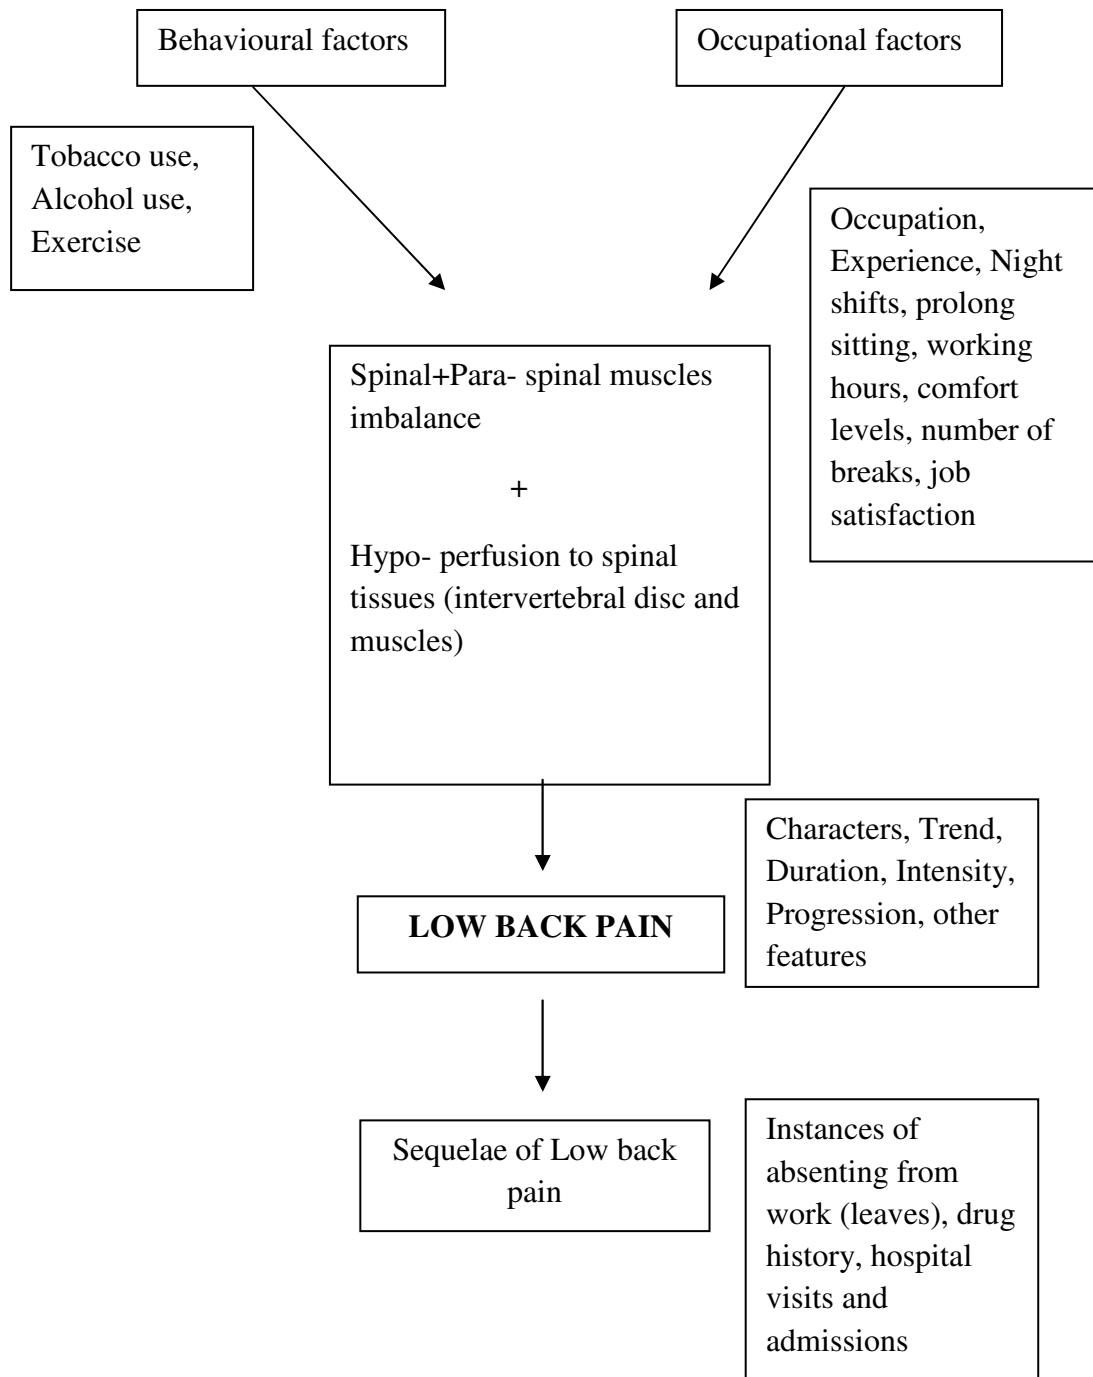 Behavioural factors
Occupational factors
Tobacco use,
Alcohol use,
Exercise
Occupation,
Experience, Night
shifts, prolong
sitting, working
hours, comfort
levels, number of
breaks, job
satisfaction
Spinal+Para- spinal muscles
imbalance
+
Hypo- perfusion to spinal
tissues (intervertebral disc and
muscles)
Characters, Trend,
Duration, Intensity,
Progression, other
features
LOW BACK PAIN
Sequelae of Low back
pain
Instances of
absenting from
work (leaves), drug
history, hospital
visits and
admissions